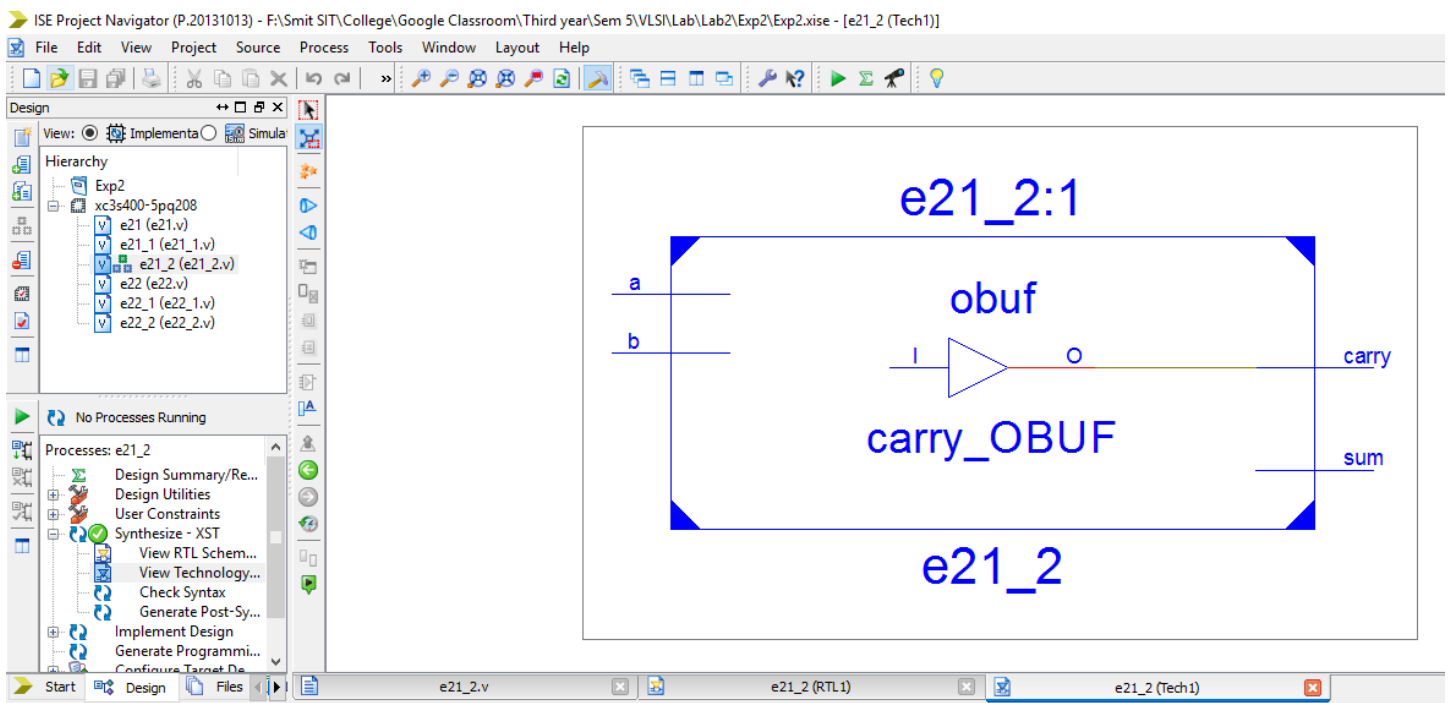 ISE Project Navigator (P.20131013) - F:\Smit SIT\College\Google Classroom\Third year\Sem 5\VLSI\Lab\Lab2\Exp2\Exp2.xise - [e21_2 (Tech1)]
File Edit View Project Source Process Tools Window Layout Help
Design
View: Implementa Simula
Hierarchy
Exp2
xc3s400-5pq208
e21 (e21.v)
e21_1 (e21_1.v)
e21_2 (e21_2.v)
e22 (e22.v)
e22_1 (e22_1.v)
e22_2 (e22_2.v)
No Processes Running
Processes: e21_2
Design Summary/Re...
Design Utilities
User Constraints
Synthesize - XST
View RTL Schem...
View Technology...
Check Syntax
Generate Post-Sy...
Implement Design
Generate Programmi...
Configure Target De
Start Design Files
e21_2:1
a
obuf
b
I O carry
carry_OBUF
sum
e21_2
e21_2.v e21_2 (RTL1) e21_2 (Tech1)